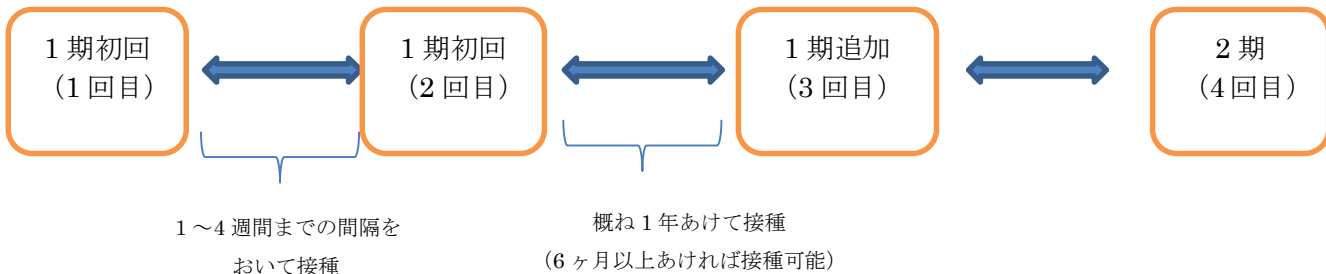 1期初回
（1回目）
1期初回
（2回目）
1期追加
（3回目）
2期
（4回目）
1～4週間までの間隔を
おいて接種
概ね1年あけて接種
（6ヶ月以上あければ接種可能）